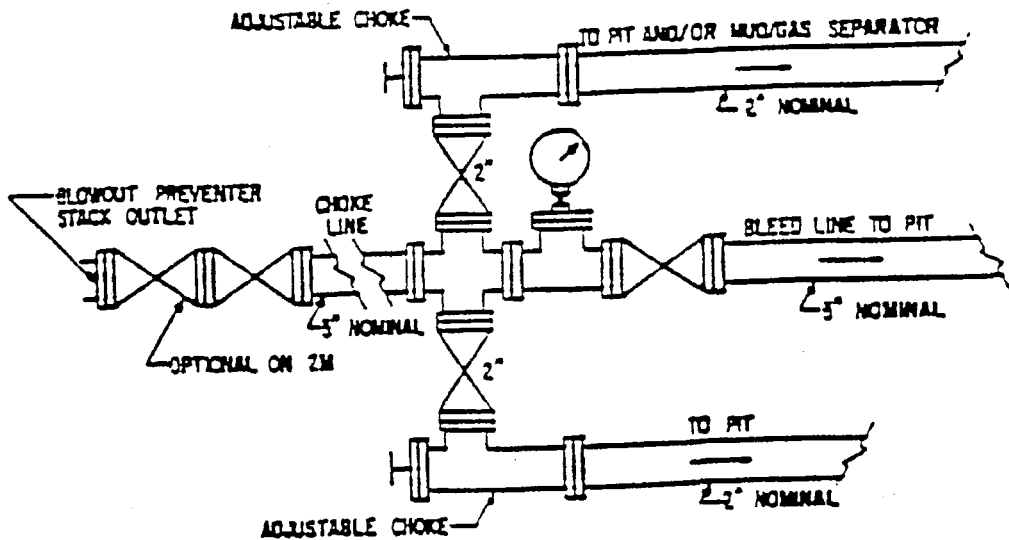 ADJUSTABLE CHOKE
TO PIT AND/OR MUD/GAS SEPARATOR
2" NOMINAL
2"
BLOWOUT PREVENTER
STACK OUTLET
CHOKE
LINE
BLEED LINE TO PIT
3" NOMINAL
3" NOMINAL
OPTIONAL ON 2M
2"
TO PIT
2" NOMINAL
ADJUSTABLE CHOKE